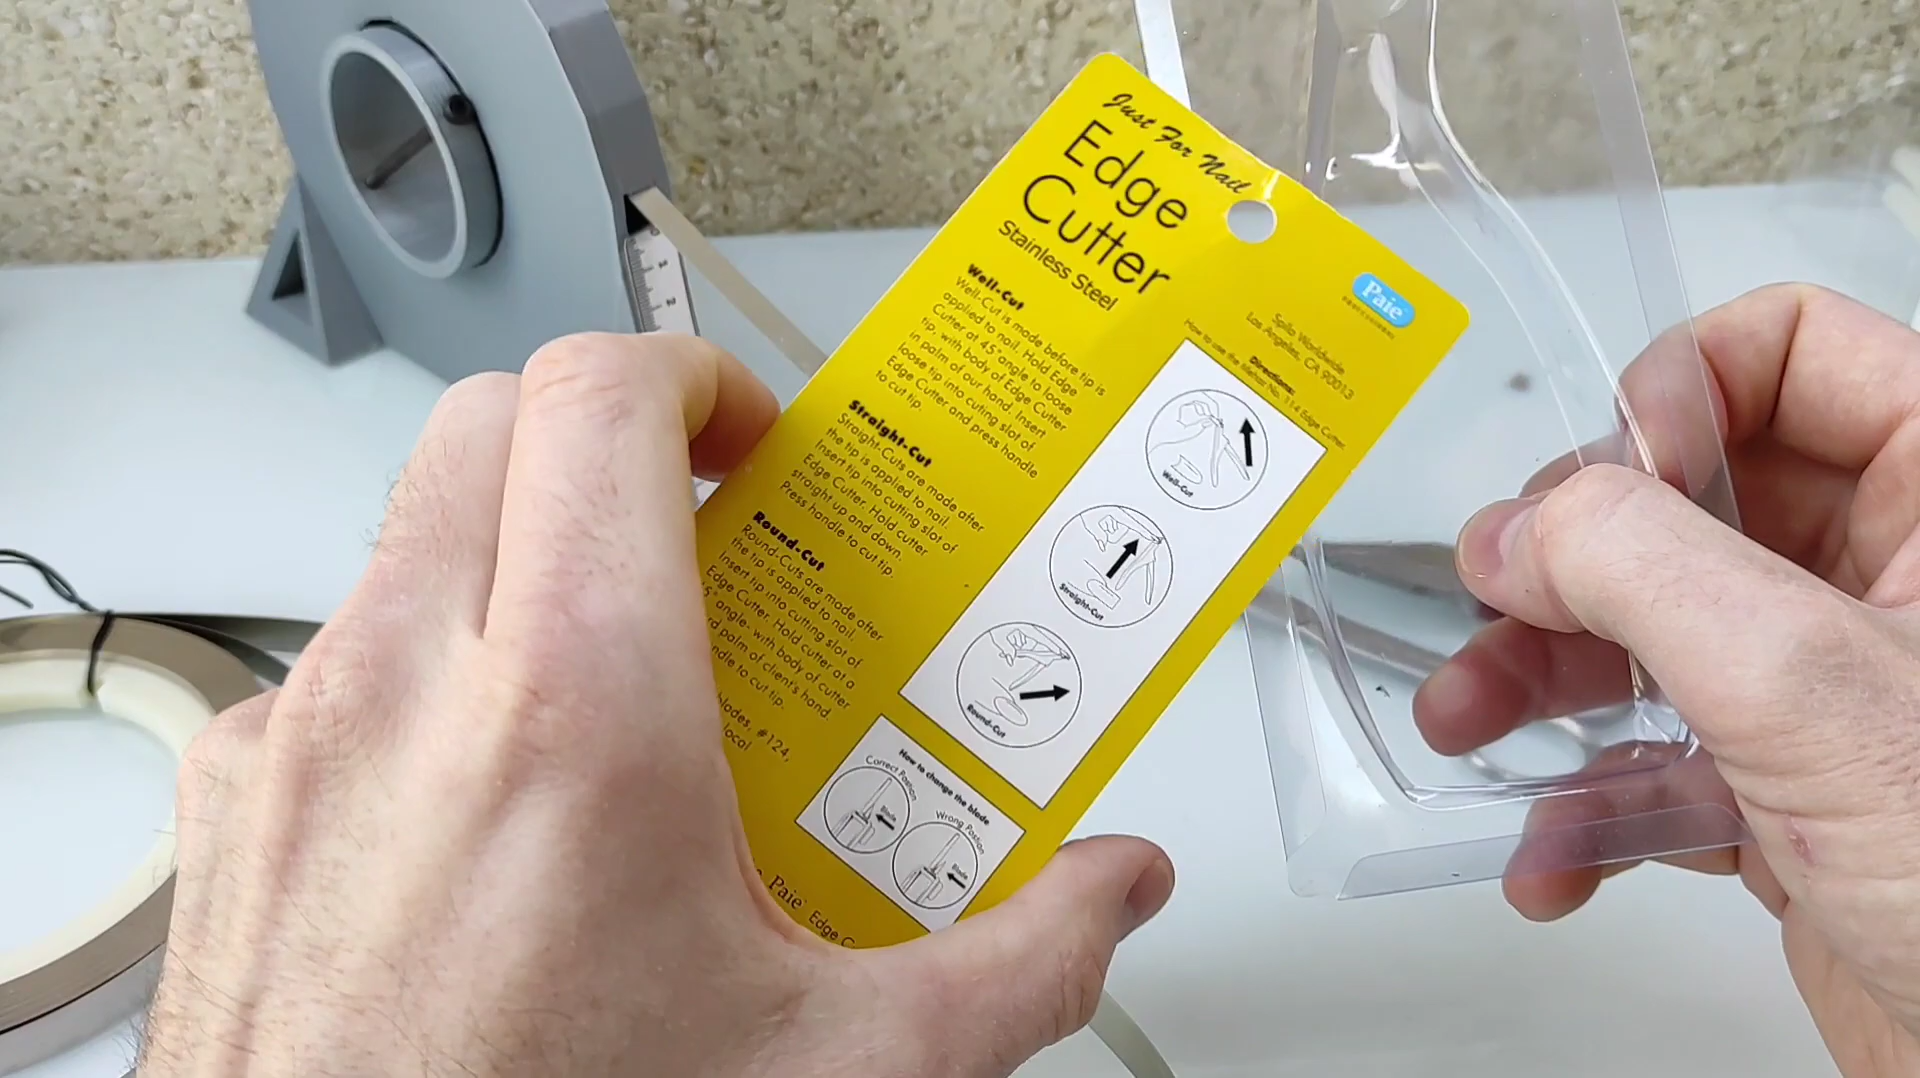 Just For Nail
Edge
Cutter
Stainless Steel
Well-Cut
Well-Cut is made before tip is
applied to nail. Hold Edge
Cutter at 45° angle to loose
tip, with body of Edge Cutter
in palm of our hand. Insert
loose tip into cuting slot of
Edge Cutter and press handle
to cut tip.
Straight-Cut
Straight-Cuts are made after
the tip is applied to nail.
Insert tip into cutting slot of
Edge Cutter. Hold cutter
straight up and down.
Press handle to cut tip.
Round-Cut
Round-Cuts are made after
the tip is applied to nail.
Insert tip into cutting slot of
Edge Cutter. Hold cutter at a
5° angle, with body of cutter
rd palm of client's hand.
ndle to cut tip.
blades, #124,
local
Paie
PROFESSIONAL
Spilo Worldwide
Los Angeles, CA 90013
Directions:
How to use the Mehaz No. 114 Edge Cutter
Well-Cut
Straight-Cut
Round-Cut
How to change the blade
Correct Position
Blade
Wrong Position
Blade
Paie Edge C